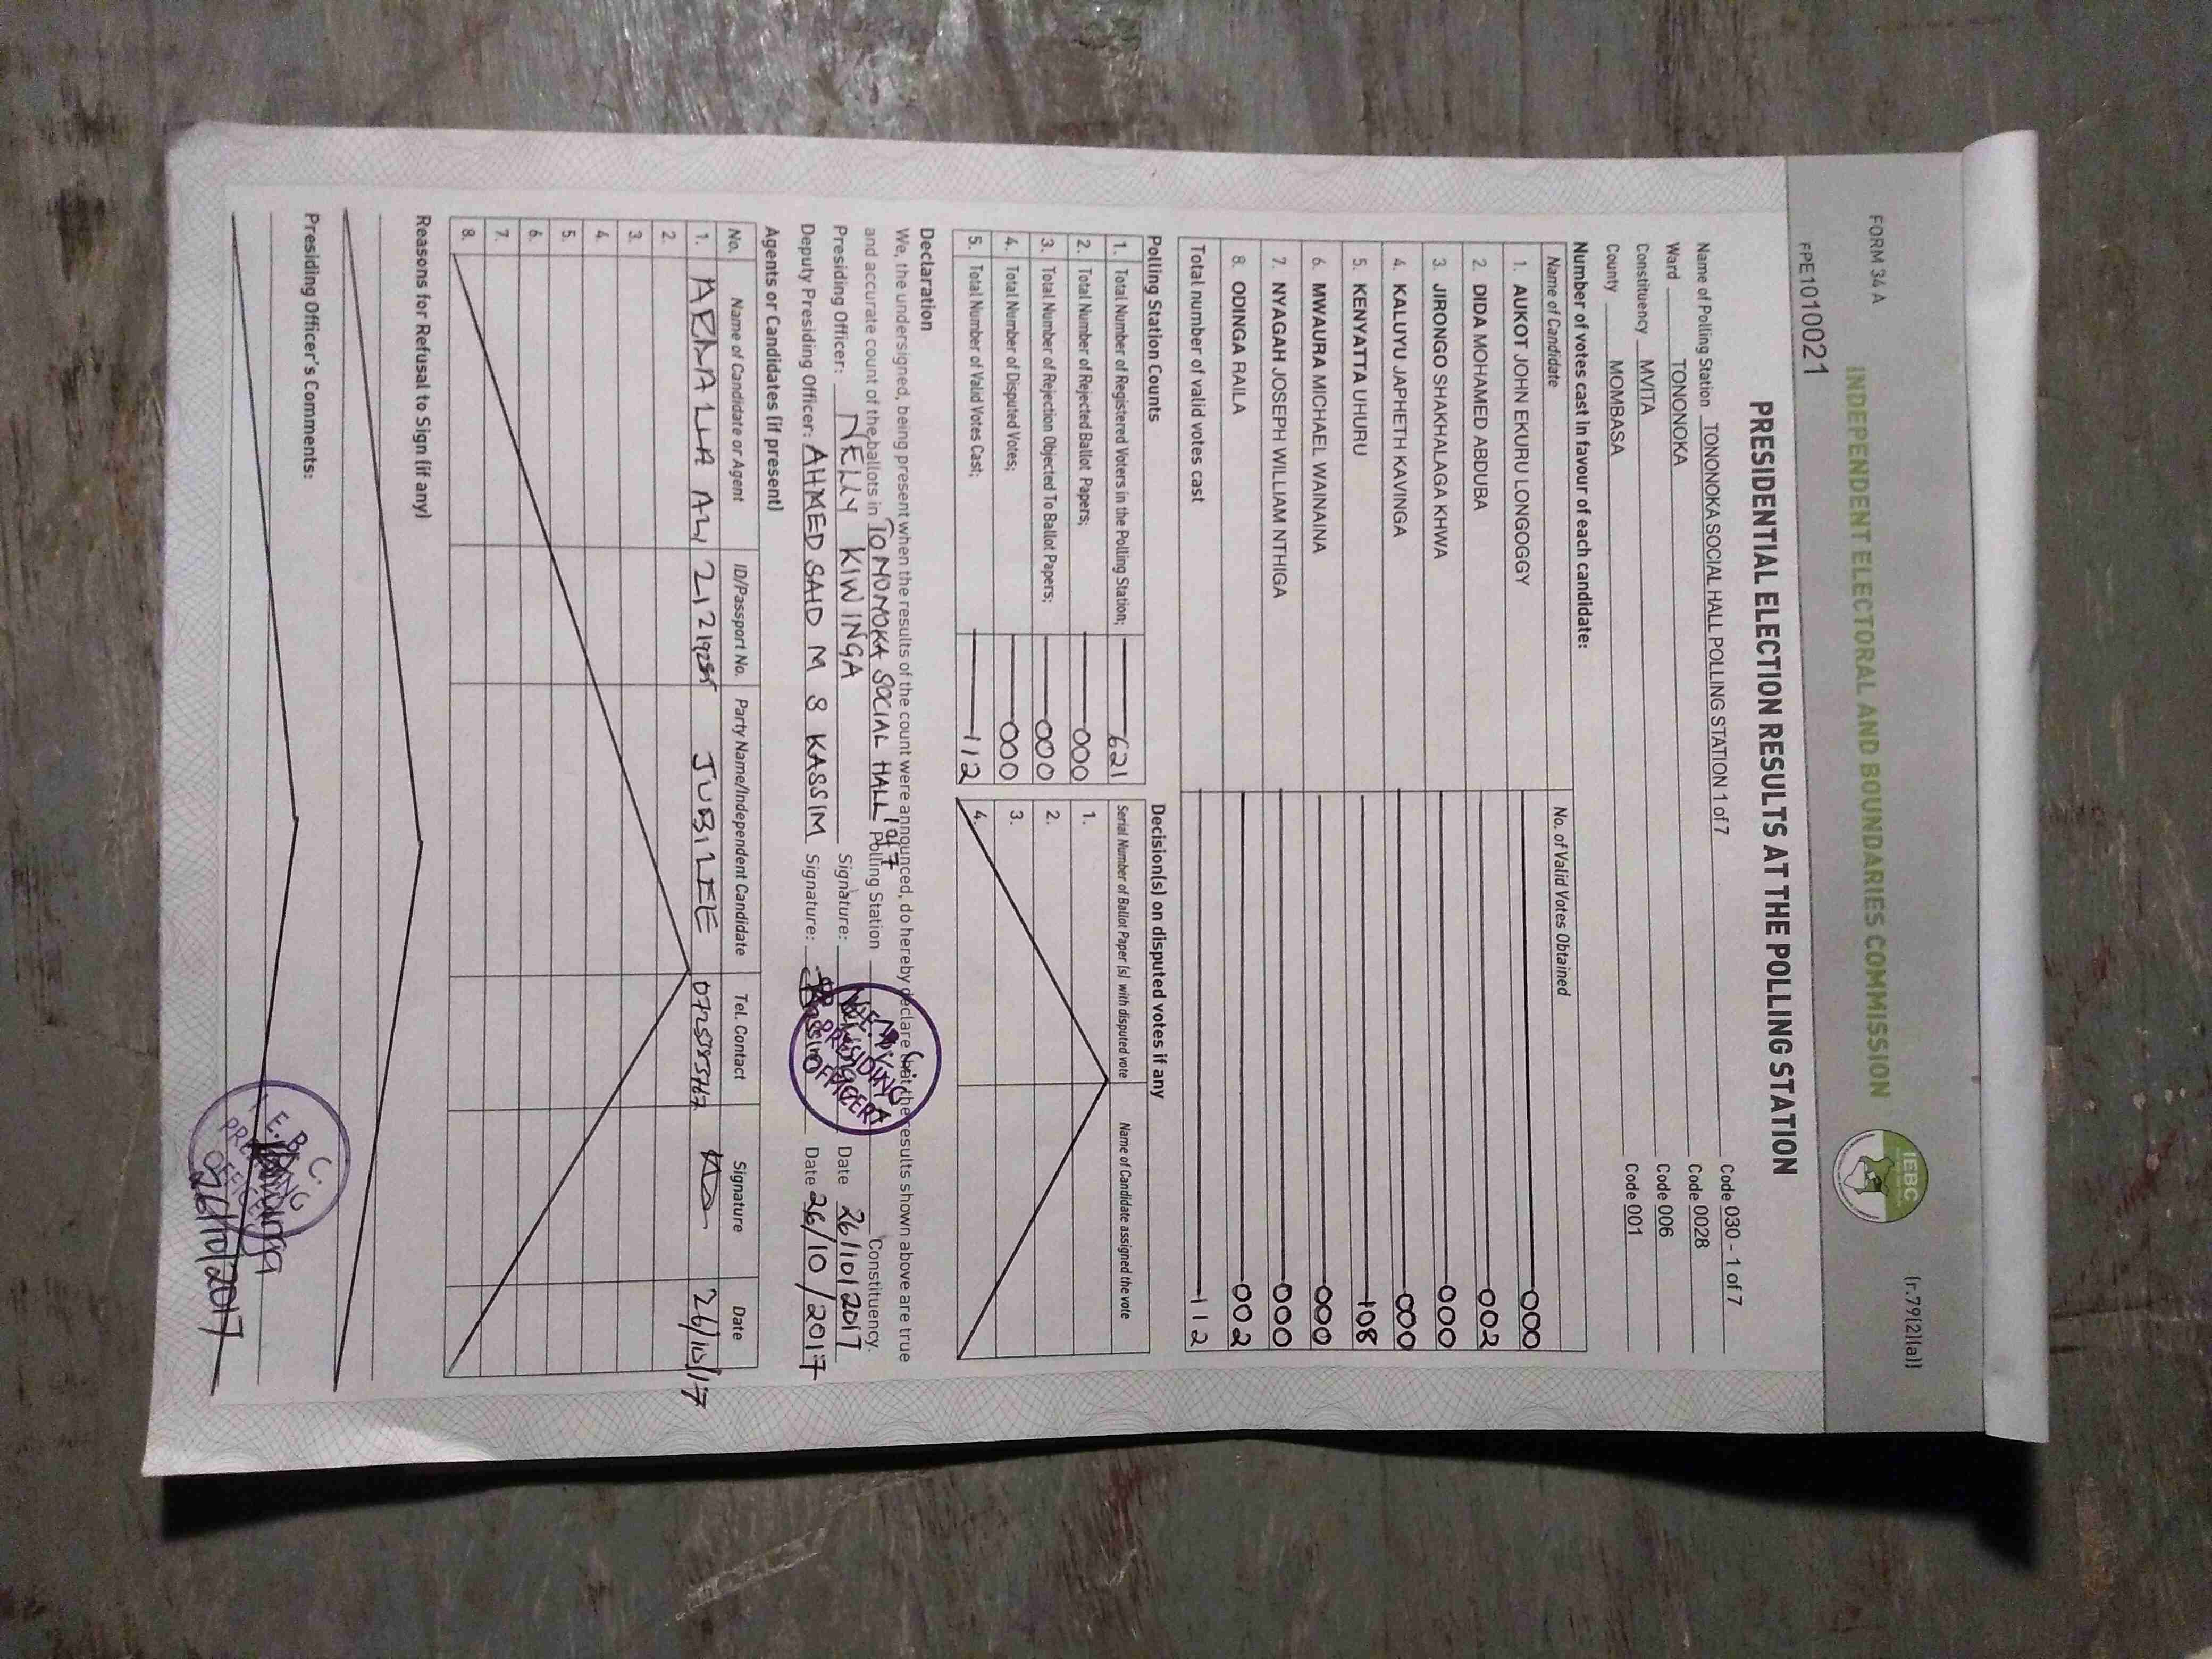 FORM 34 A
(r.79(2)(a))
INDEPENDENT ELECTORAL AND BOUNDARIES COMMISSION
IEBC
FPE1010021
PRESIDENTIAL ELECTION RESULTS AT THE POLLING STATION
Name of Polling Station TONONOKA SOCIAL HALL POLLING STATION 1 of 7 Code 030 - 1 of 7
Ward TONONOKA Code 0028
Constituency MVITA Code 006
County MOMBASA Code 001
Number of votes cast in favour of each candidate:
Name of Candidate No. of Valid Votes Obtained
1. AUKOT JOHN EKURU LONGOGGY 000
2. DIDA MOHAMED ABDUBA 002
3. JIRONGO SHAKHALAGA KHWA 000
4. KALUYU JAPHETH KAVINGA 000
5. KENYATTA UHURU 108
6. MWAURA MICHAEL WAINAINA 000
7. NYAGAH JOSEPH WILLIAM NTHIGA 000
8. ODINGA RAILA 002
Total number of valid votes cast 112
Polling Station Counts
1. Total Number of Registered Voters in the Polling Station; 621
2. Total Number of Rejected Ballot Papers; 000
3. Total Number of Rejection Objected To Ballot Papers; 000
4. Total Number of Disputed Votes; 000
5. Total Number of Valid Votes Cast; 112
Decision(s) on disputed votes if any
Serial Number of Ballot Paper (s) with disputed vote Name of Candidate assigned the vote
1.
2.
3.
4.
Declaration
We, the undersigned, being present when the results of the count were announced, do hereby declare that the results shown above are true
and accurate count of the ballots in TONONOKA SOCIAL HALL 1 of 7 Polling Station Constituency.
Presiding Officer: NELLY KIWINGA Signature: Date 26/10/2017
Deputy Presiding Officer: AHMED SAID M S KASSIM Signature: Date 26/10/2017
PRESIDING
OFFICER
Agents or Candidates (if present)
No. Name of Candidate or Agent ID/Passport No. Party Name/Independent Candidate Tel. Contact Signature Date
1. ALI JUBILEE 26/10/17
2.
3.
4.
5.
6.
7.
8.
Reasons for Refusal to Sign (if any)
Presiding Officer's Comments:
26/10/2017